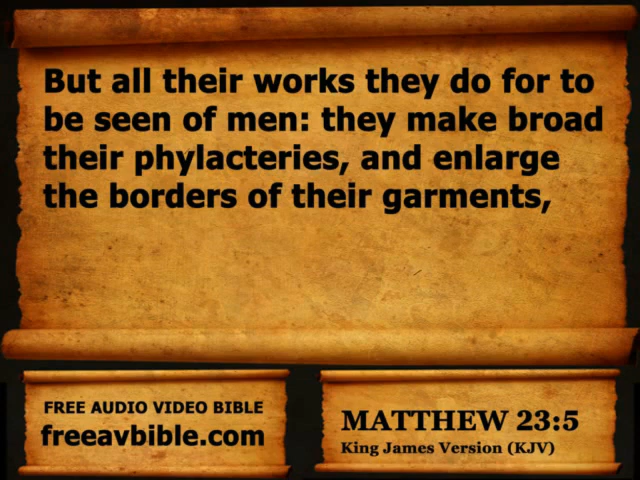 But all their works they do for to
be seen of men: they make broad
their phylacteries, and enlarge
the borders of their garments,
FREE AUDIO VIDEO BIBLE
freeavbible.com
MATTHEW 23:5
King James Version (KJV)